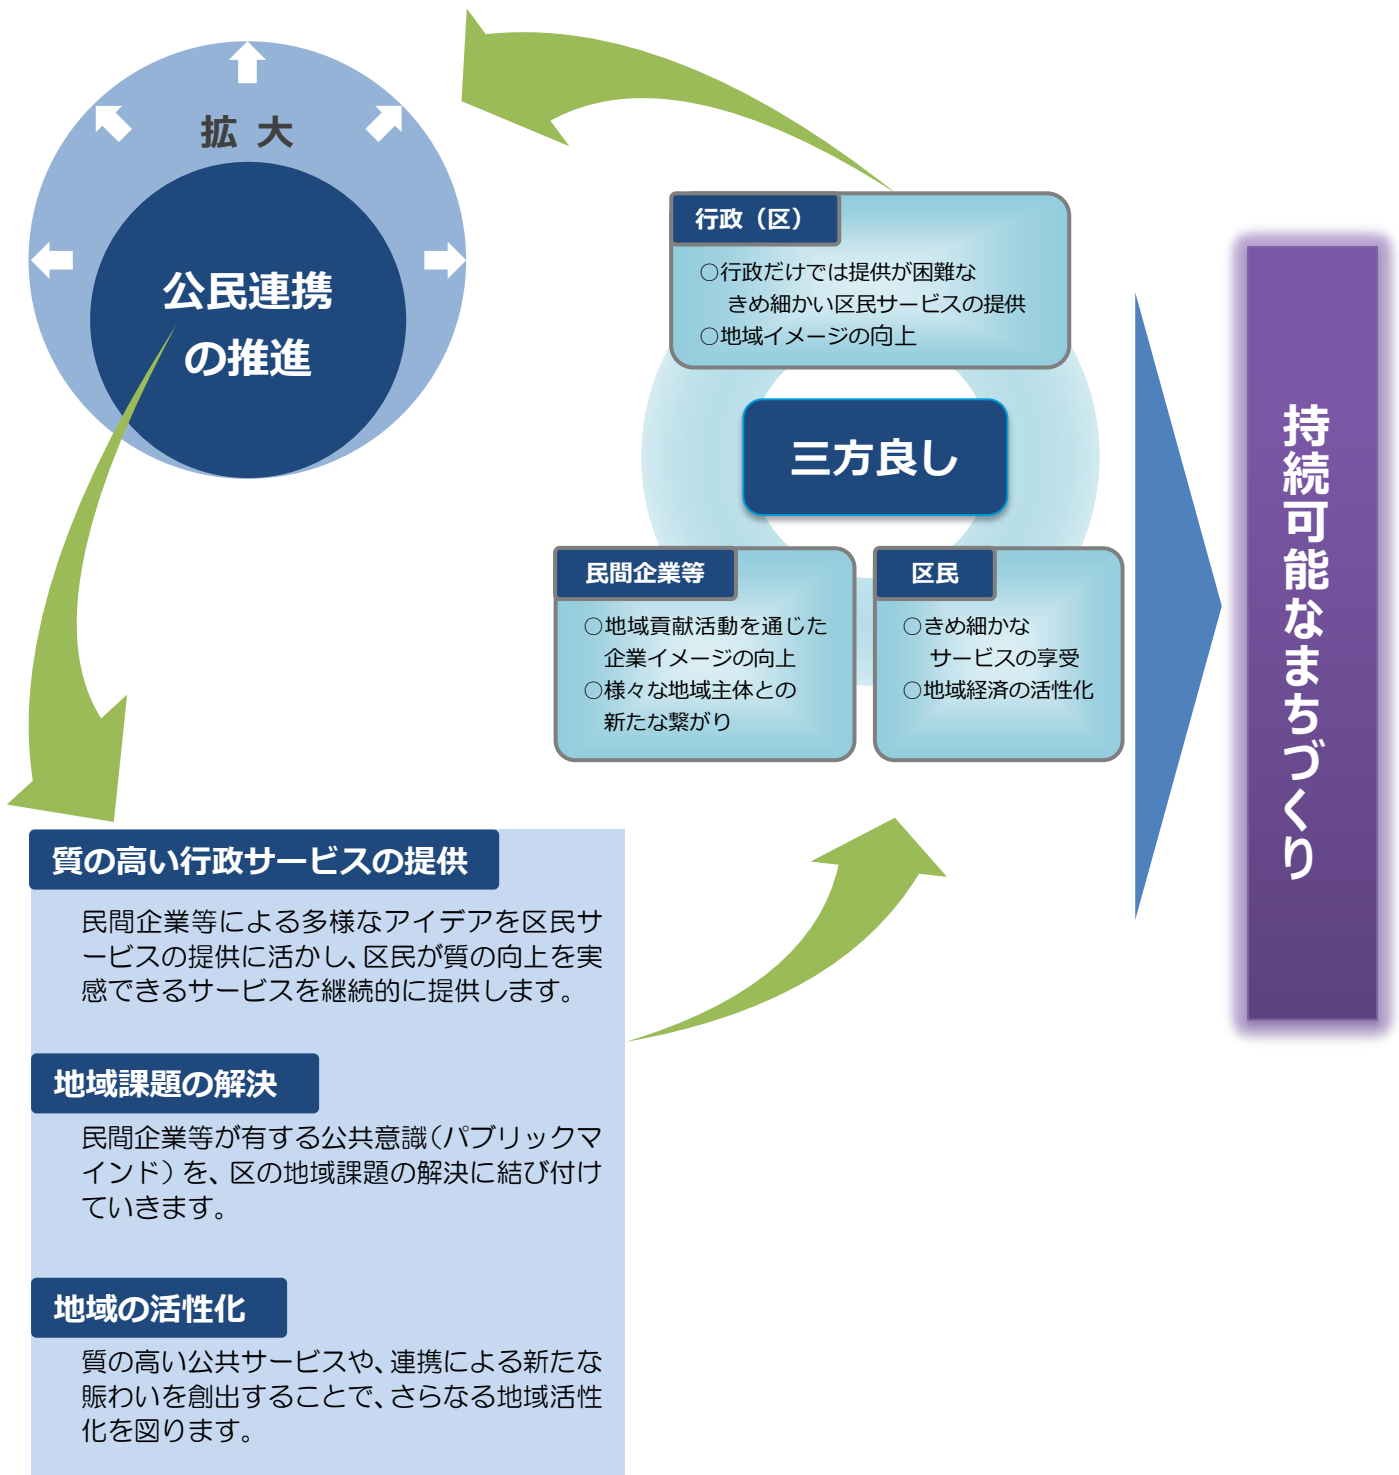 拡 大
公民連携
の推進
行政（区）
○行政だけでは提供が困難な
きめ細かい区民サービスの提供
○地域イメージの向上
三方良し
民間企業等
○地域貢献活動を通じた
企業イメージの向上
○様々な地域主体との
新たな繋がり
区民
○きめ細かな
サービスの享受
○地域経済の活性化
持続可能なまちづくり
質の高い行政サービスの提供
民間企業等による多様なアイデアを区民サ
ービスの提供に活かし、区民が質の向上を実
感できるサービスを継続的に提供します。
地域課題の解決
民間企業等が有する公共意識（パブリックマ
インド）を、区の地域課題の解決に結び付け
ていきます。
地域の活性化
質の高い公共サービスや、連携による新たな
賑わいを創出することで、さらなる地域活性
化を図ります。